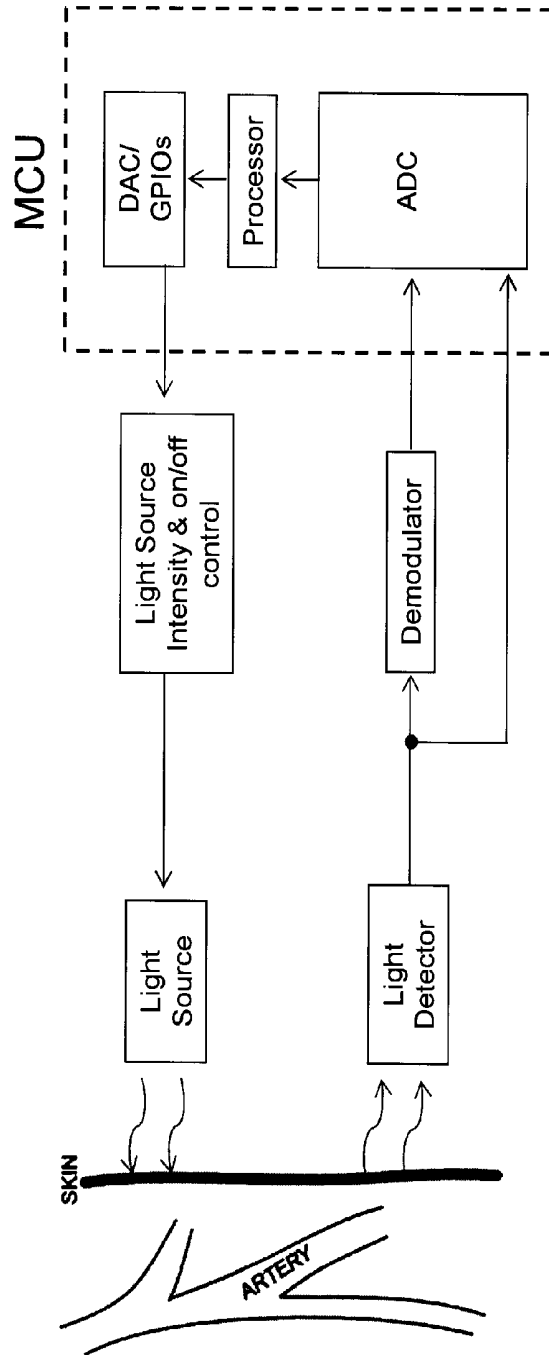 MCU
DAC/
GPIOs
Processor
ADC
Light Source
Intensity & on/off
control
Demodulator
Light
Source
Light
Detector
SKIN
ARTERY